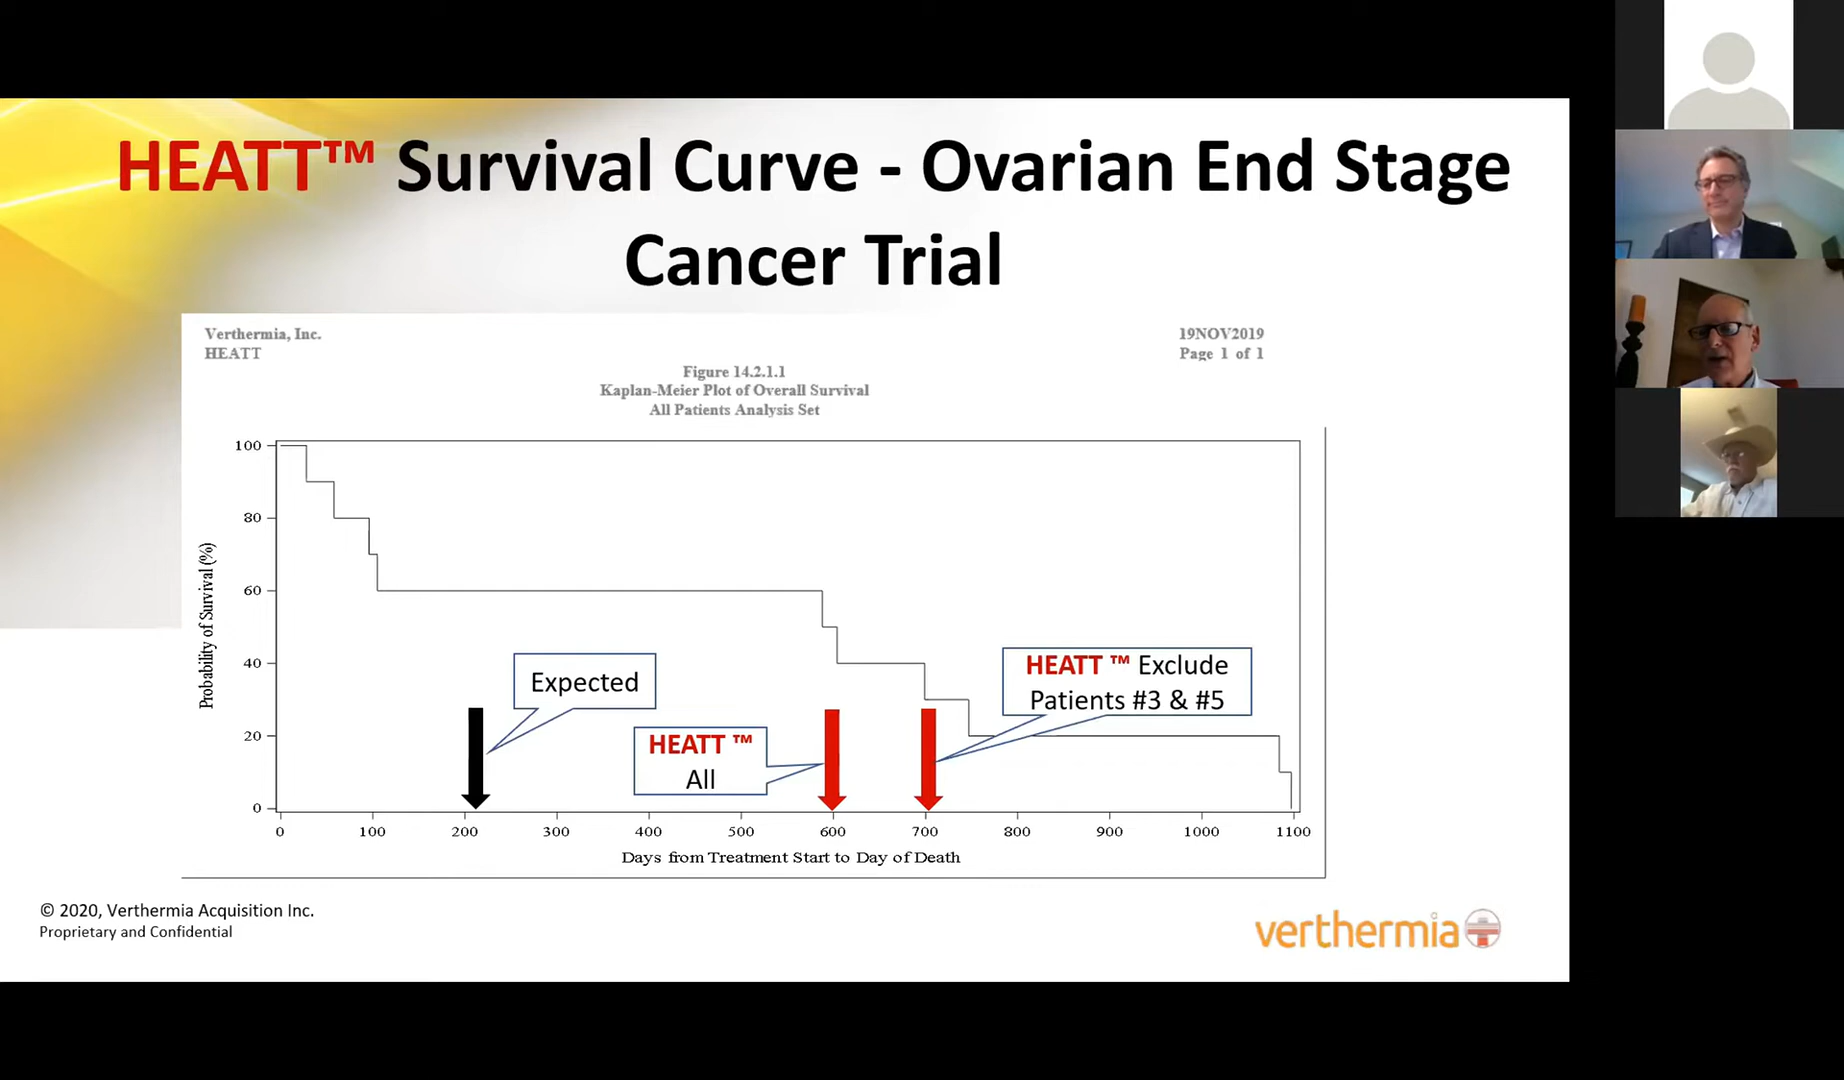 HEATT™ Survival Curve - Ovarian End Stage
Cancer Trial
Verthermia, Inc.
HEATT
19NOV2019
Page 1 of 1
Figure 14.2.1.1
Kaplan-Meier Plot of Overall Survival
All Patients Analysis Set
Probability of Survival (%)
100
80
60
40
20
0
Expected
HEATT ™
All
HEATT ™ Exclude
Patients #3 & #5
0 100 200 300 400 500 600 700 800 900 1000 1100
Days from Treatment Start to Day of Death
© 2020, Verthermia Acquisition Inc.
Proprietary and Confidential
verthermia